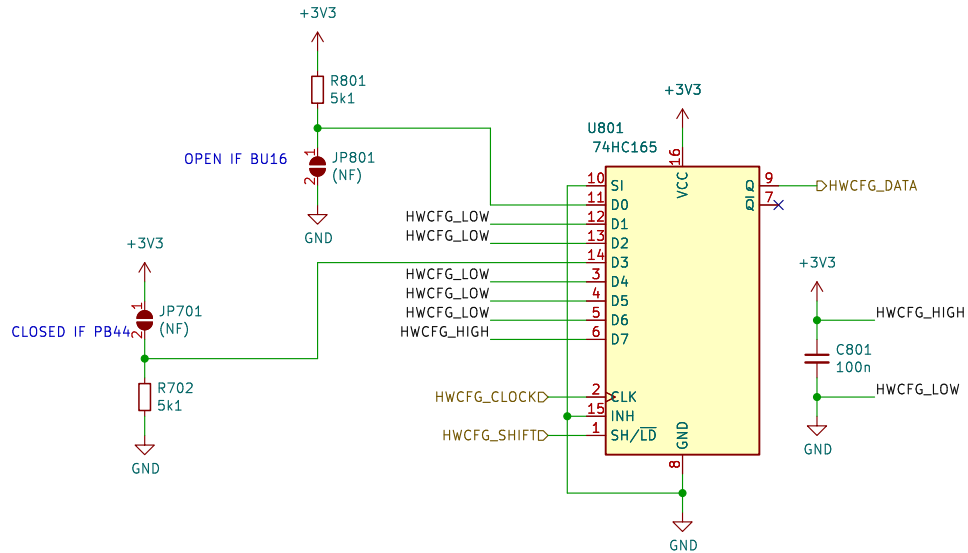 +3V3
R801
5k1
OPEN IF BU16
1
2
JP801
(NF)
GND
+3V3
U801
74HC165
16
VCC
10
SI
11
D0
HWCFG_LOW
12
D1
HWCFG_LOW
13
D2
14
D3
HWCFG_LOW
3
D4
HWCFG_LOW
4
D5
HWCFG_LOW
5
D6
HWCFG_HIGH
6
D7
9
Q
HWCFG_DATA
7
Q
+3V3
1
2
JP701
(NF)
CLOSED IF PB44
R702
5k1
GND
HWCFG_CLOCK
2
CLK
15
INH
HWCFG_SHIFT
1
SH/LD
GND
8
GND
+3V3
HWCFG_HIGH
C801
100n
HWCFG_LOW
GND